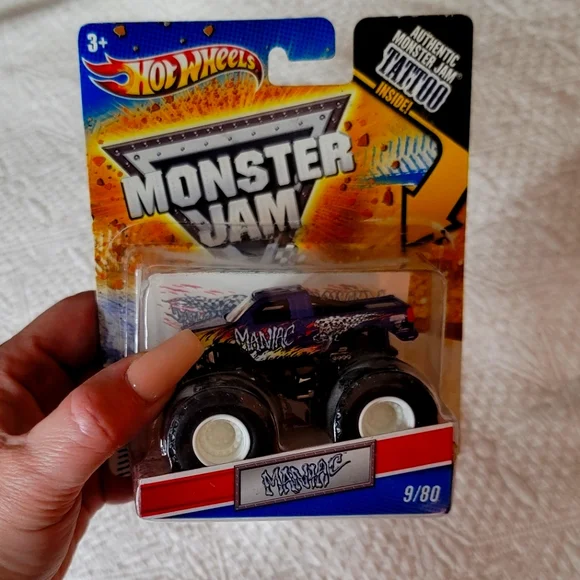 3+
HOT WHEELS
AUTHENTIC
MONSTER JAM®
TATTOO
INSIDE!
MONSTER
JAM
MANIAC
MANIAC
9/80